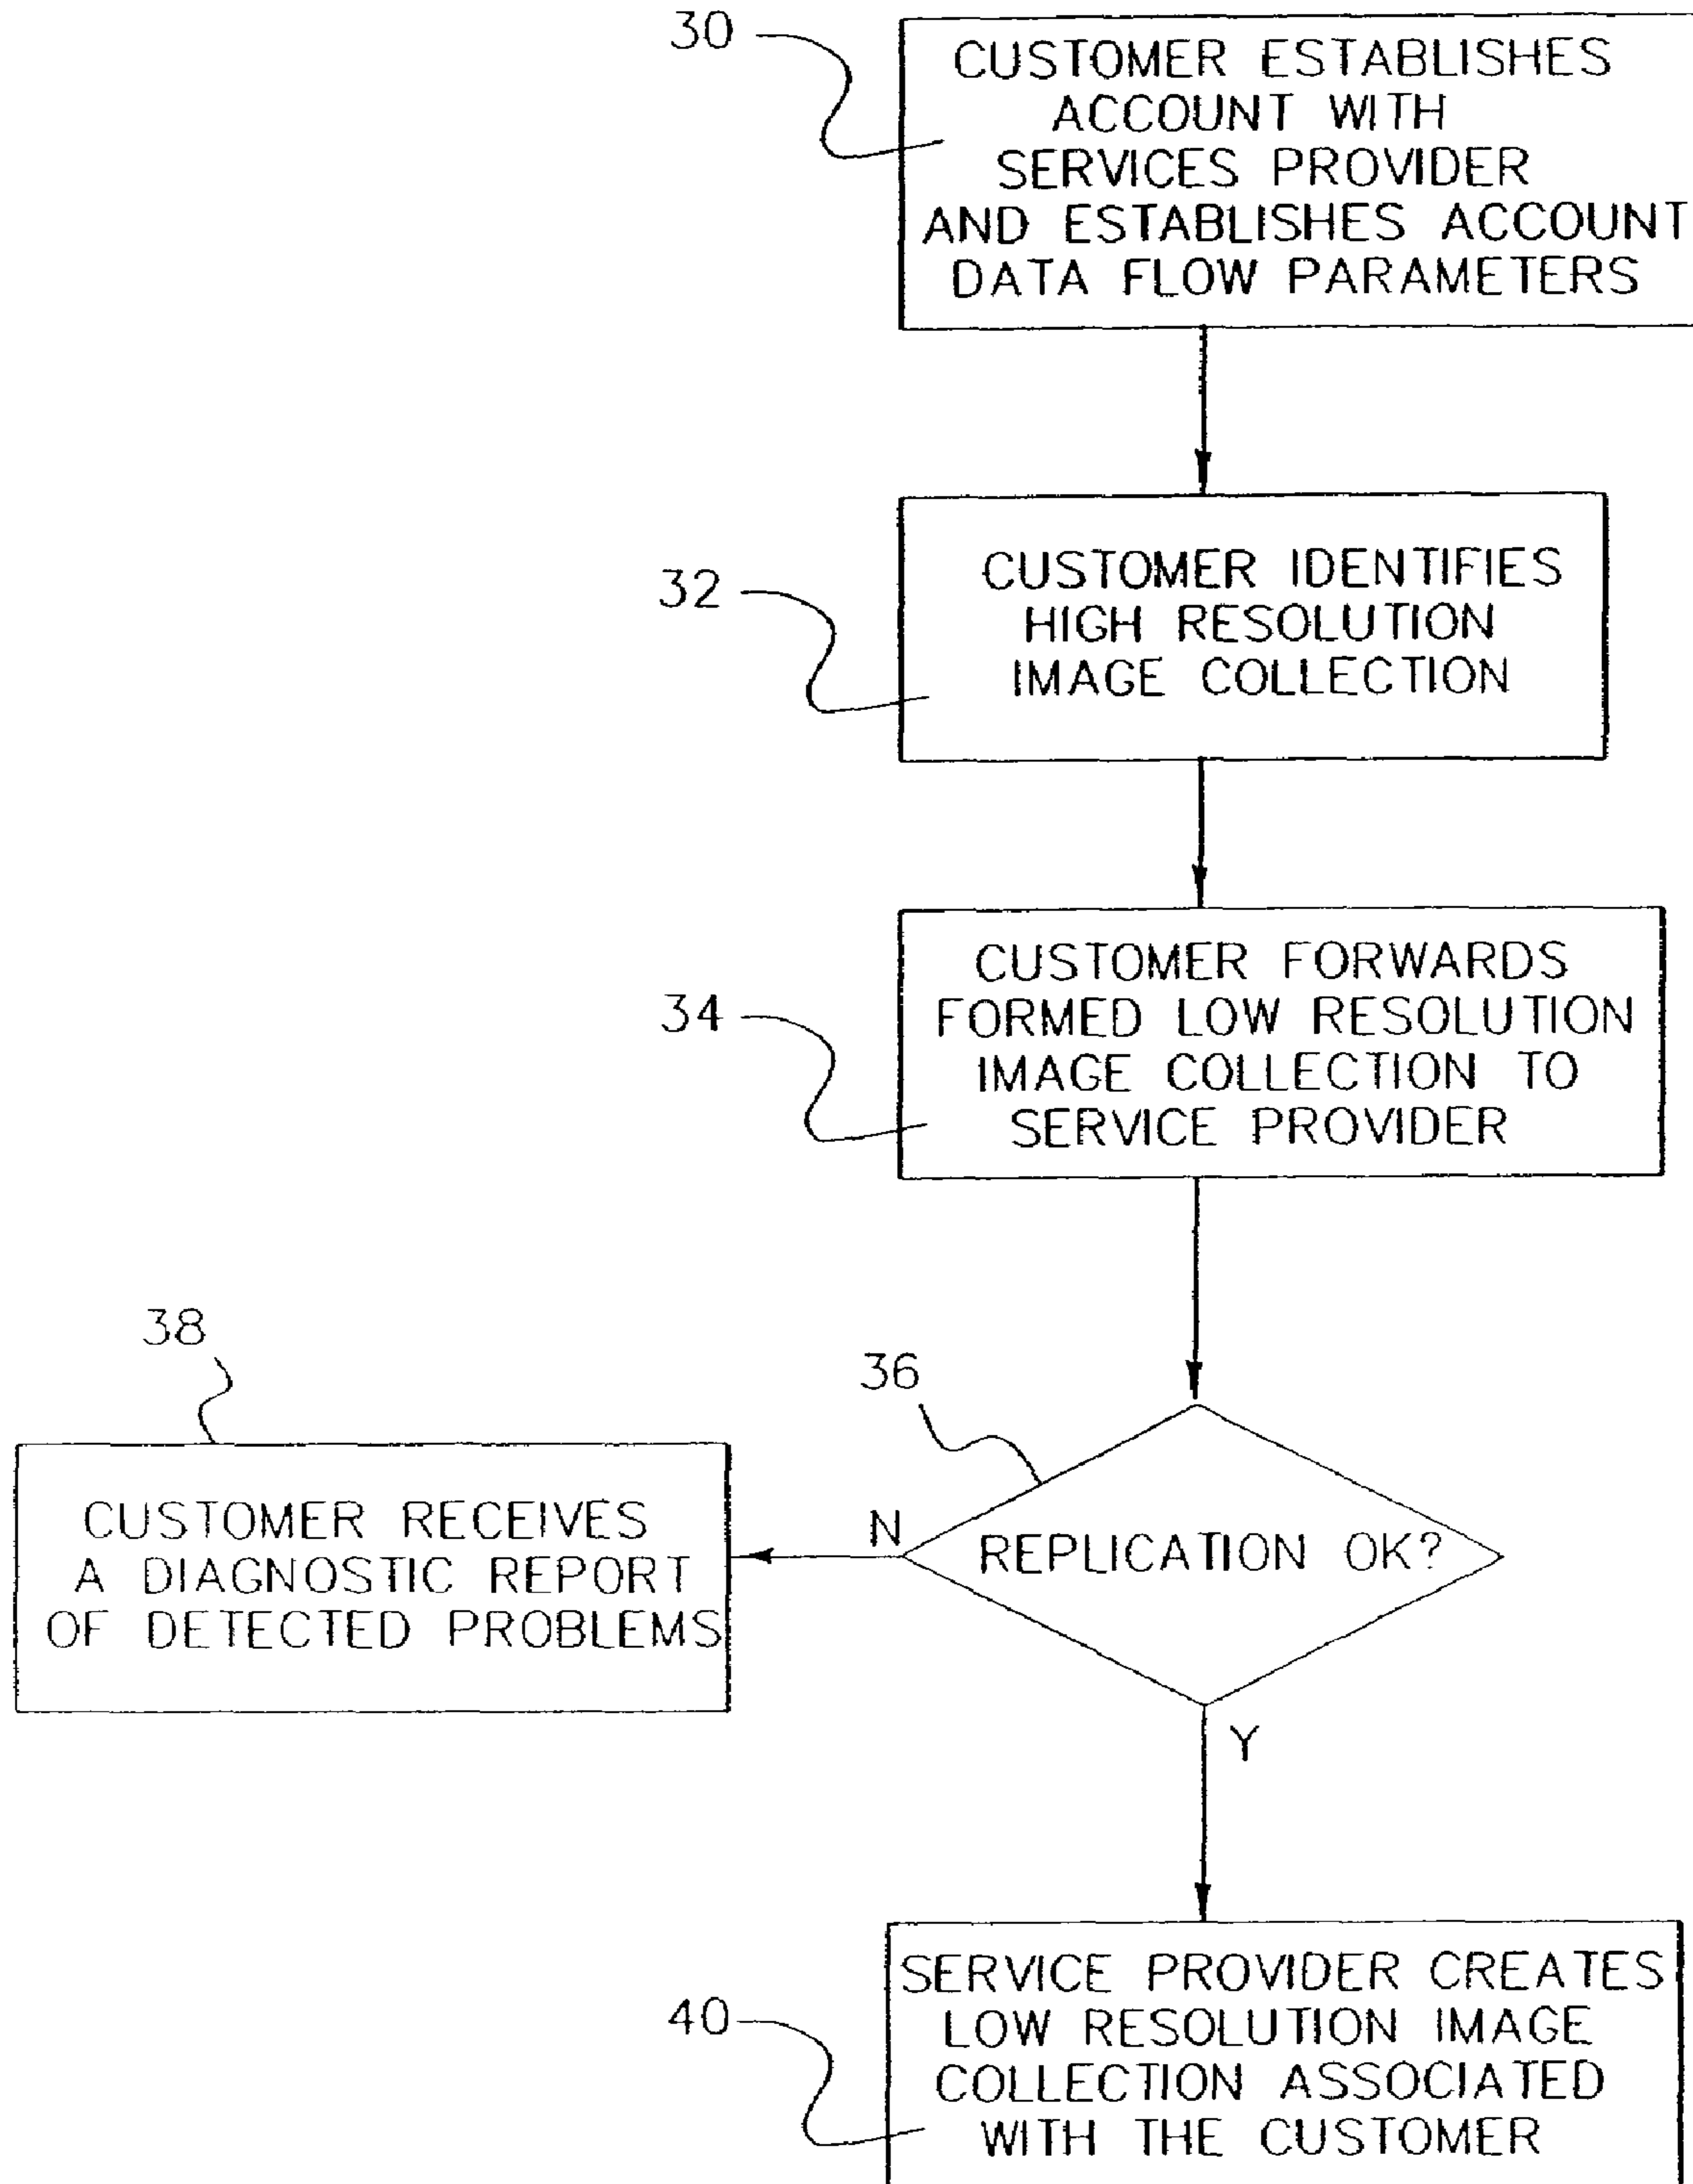 30
CUSTOMER ESTABLISHES
ACCOUNT WITH
SERVICES PROVIDER
AND ESTABLISHES ACCOUNT
DATA FLOW PARAMETERS
32
CUSTOMER IDENTIFIES
HIGH RESOLUTION
IMAGE COLLECTION
34
CUSTOMER FORWARDS
FORMED LOW RESOLUTION
IMAGE COLLECTION TO
SERVICE PROVIDER
36
REPLICATION OK?
N
38
CUSTOMER RECEIVES
A DIAGNOSTIC REPORT
OF DETECTED PROBLEMS
Y
40
SERVICE PROVIDER CREATES
LOW RESOLUTION IMAGE
COLLECTION ASSOCIATED
WITH THE CUSTOMER